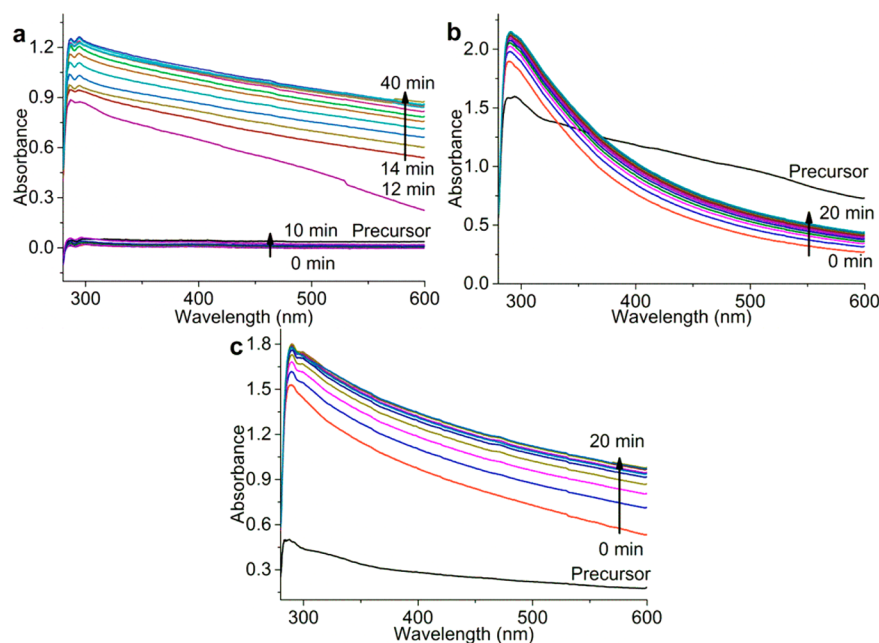 a
1.2
0.9
0.6
0.3
0.0
Absorbance
40 min
14 min
12 min
10 min
Precursor
0 min
300
400
500
600
Wavelength (nm)
b
2.0
1.5
1.0
0.5
0.0
Absorbance
Precursor
20 min
0 min
300
400
500
600
Wavelength (nm)
c
1.8
1.5
1.2
0.9
0.6
0.3
Absorbance
20 min
0 min
Precursor
300
400
500
600
Wavelength (nm)